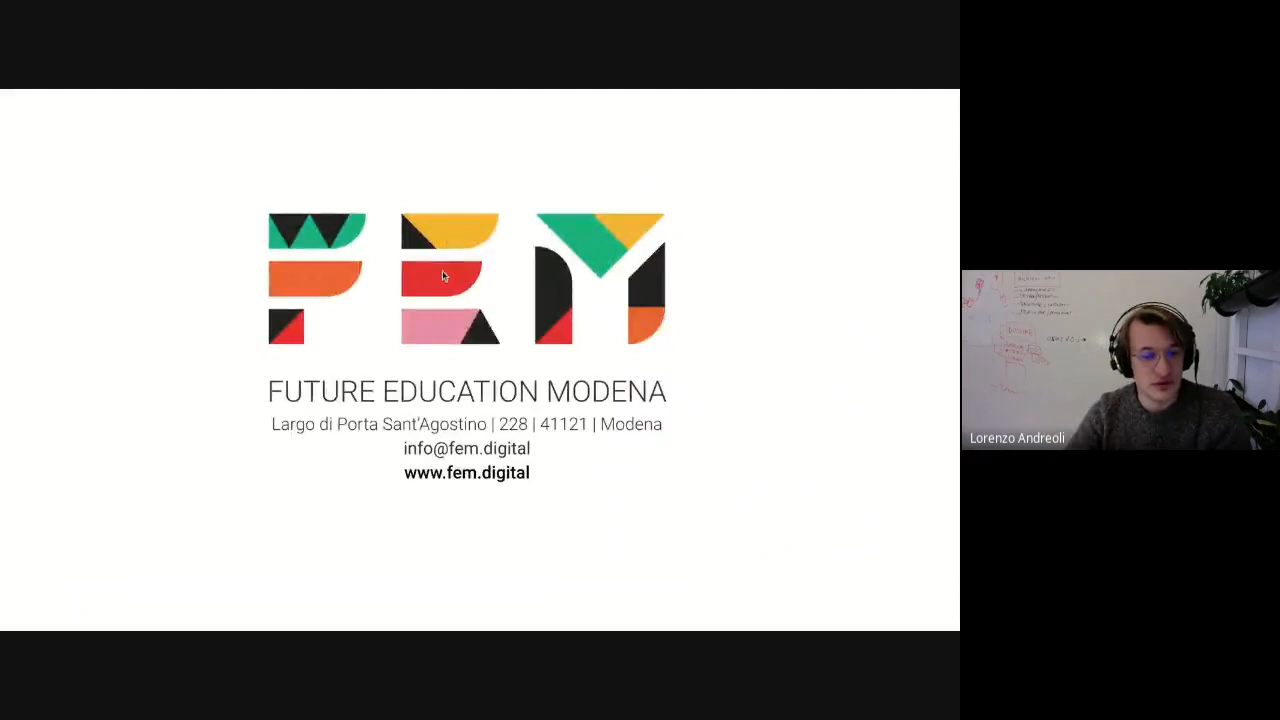 FEM
FUTURE EDUCATION MODENA
Largo di Porta Sant'Agostino | 228 | 41121 | Modena
info@fem.digital
www.fem.digital
Lorenzo Andreoli